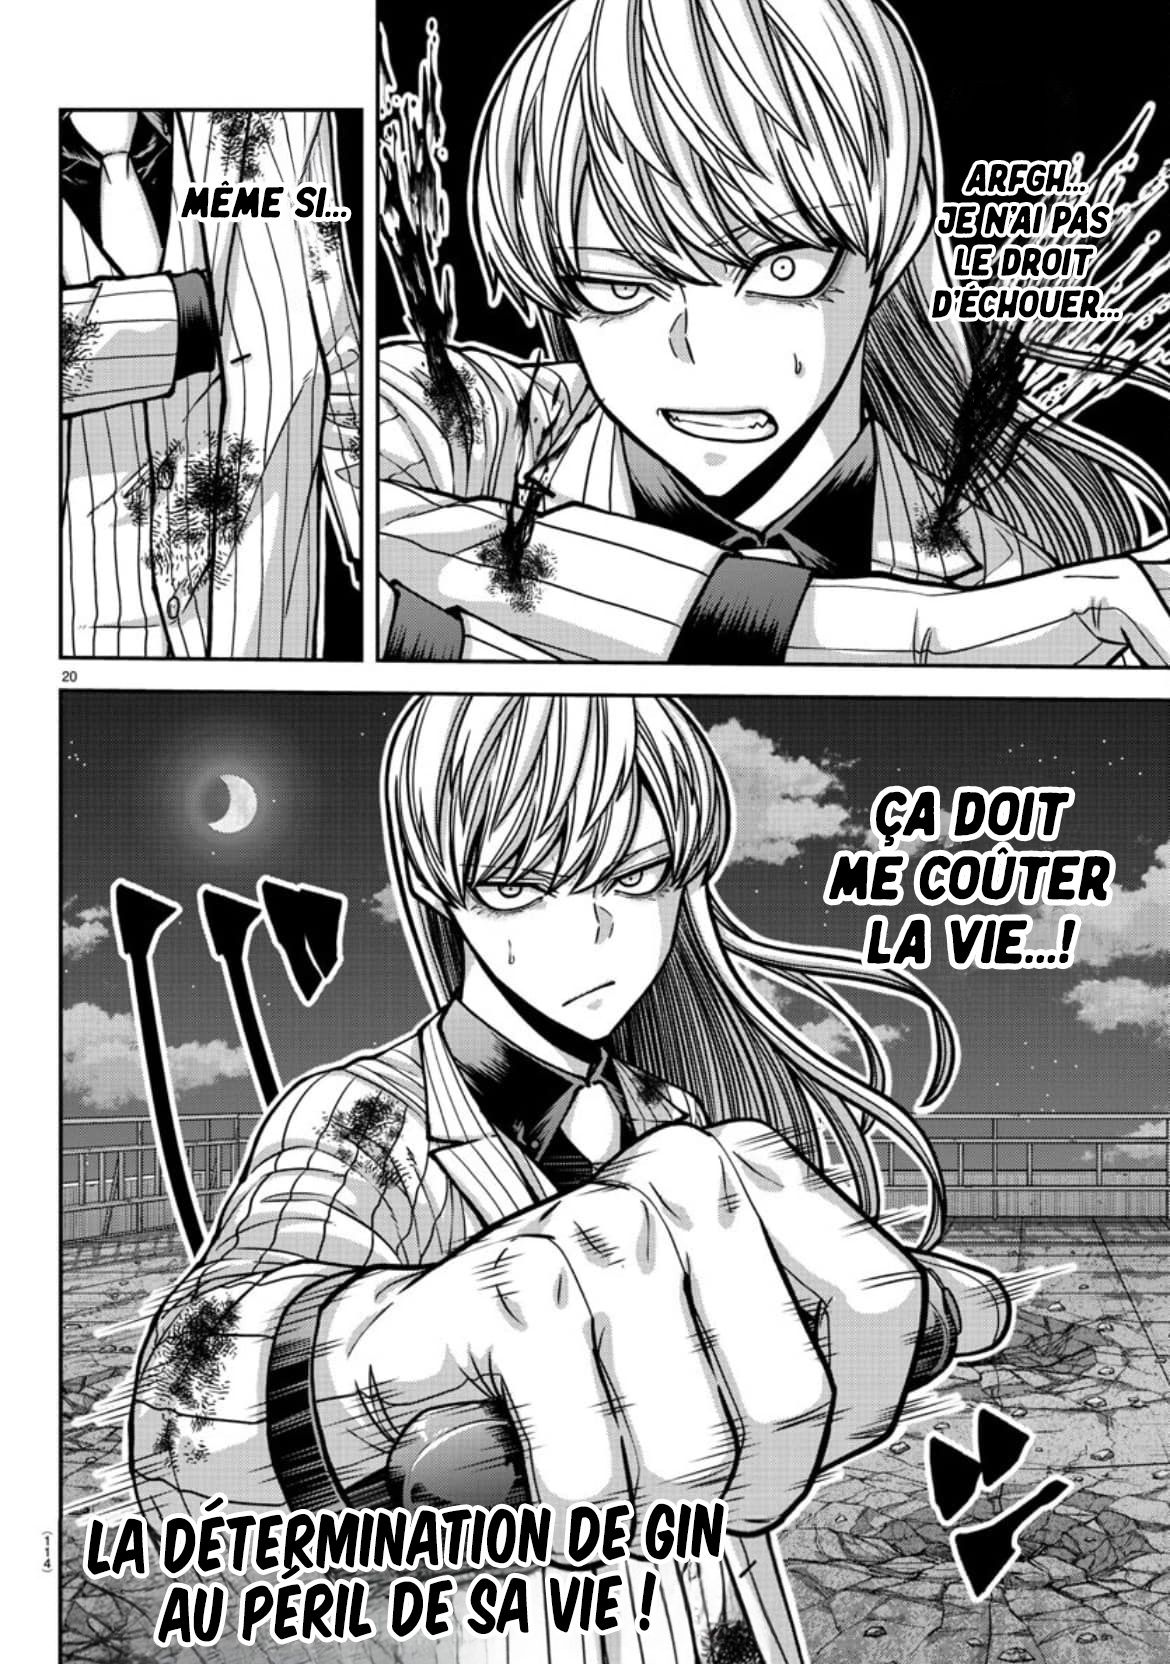 ARFGH...
JE N'AI PAS
LE DROIT
D'ÉCHOUER...
MÊME SI...
20
ÇA DOIT
ME COÛTER
LA VIE...!
LA DÉTERMINATION DE GIN
AU PÉRIL DE SA VIE !
(114)